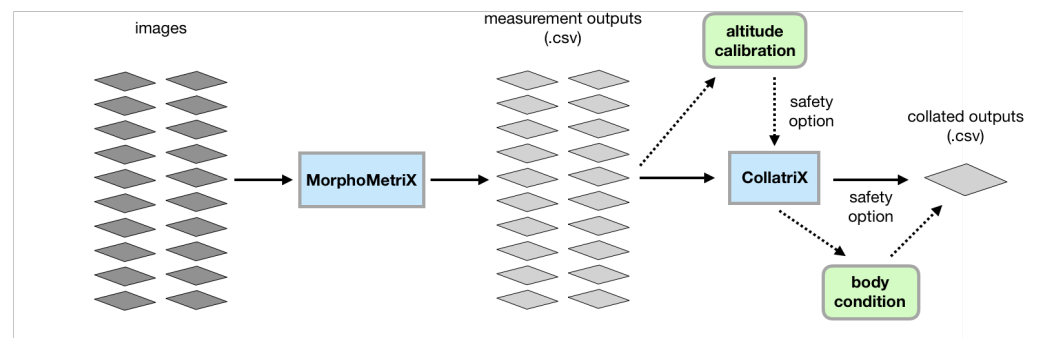 images
measurement outputs
(.csv)
altitude
calibration
safety
option
collated outputs
(.csv)
MorphoMetriX
CollatriX
safety
option
body
condition